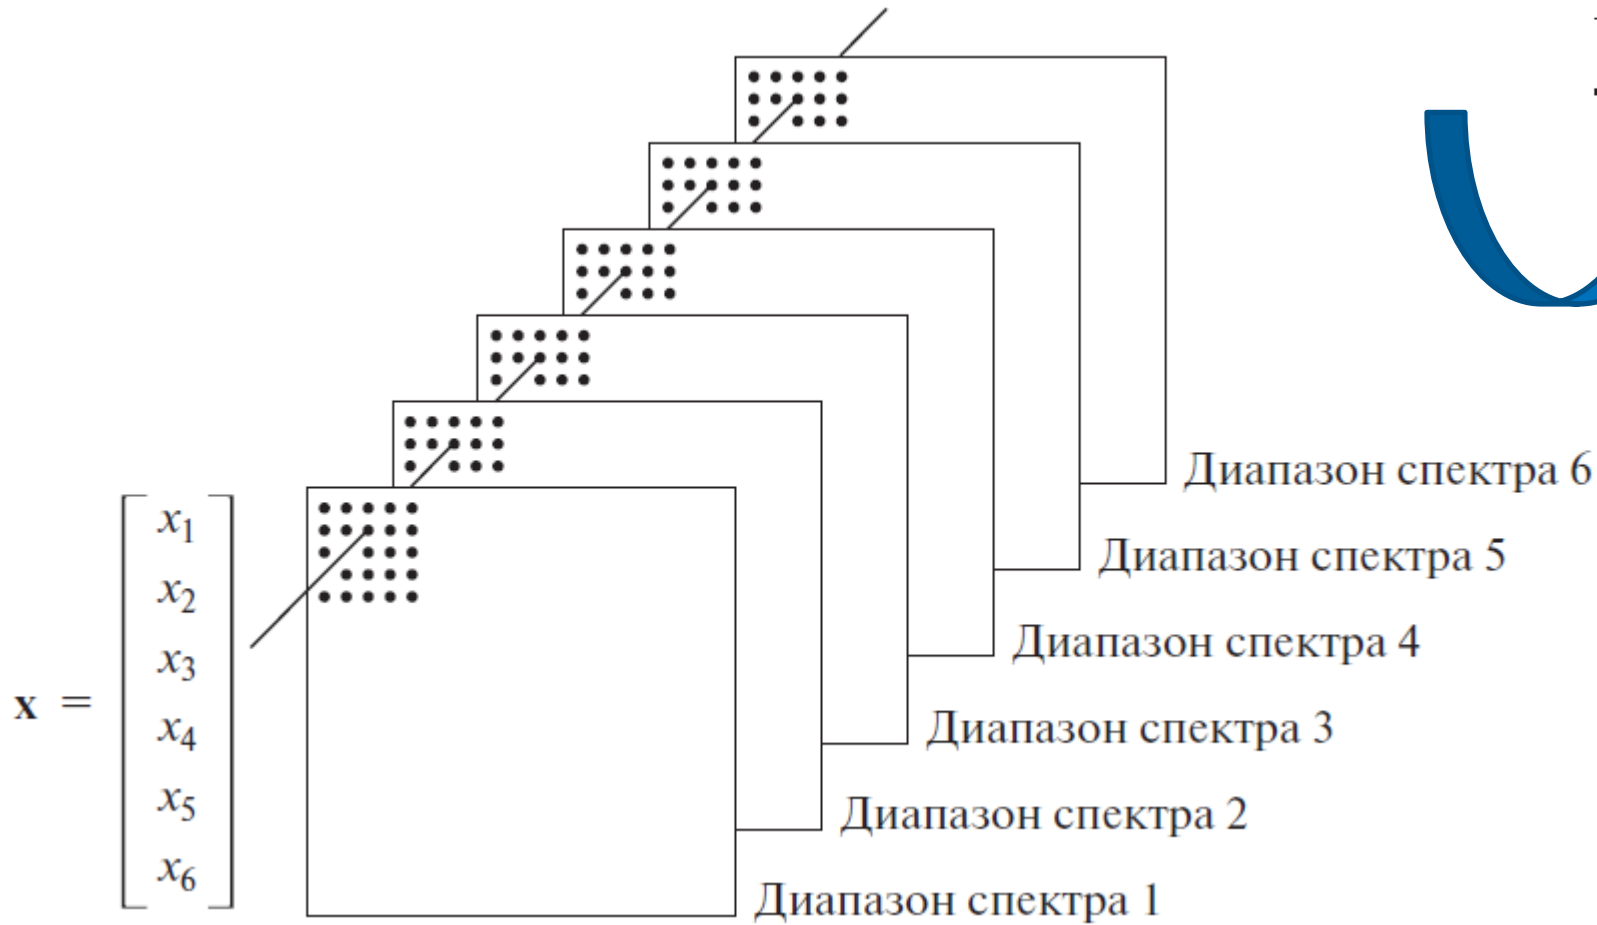 Диапазон спектра 6
Диапазон спектра 5
Диапазон спектра 4
Диапазон спектра 3
Диапазон спектра 2
Диапазон спектра 1
x =
x1
x2
x3
x4
x5
x6